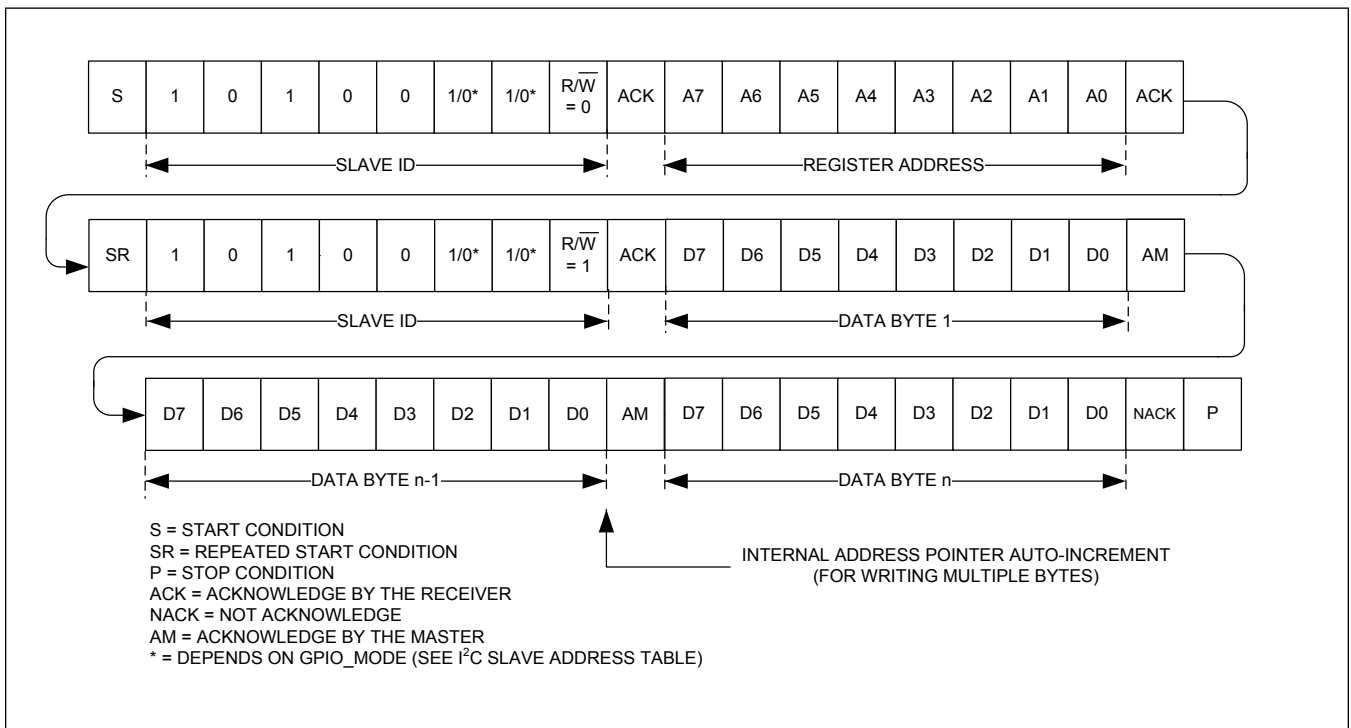 S 1 0 1 0 0 1/0* 1/0* R/W̅ = 0 ACK A7 A6 A5 A4 A3 A2 A1 A0 ACK
SLAVE ID REGISTER ADDRESS
SR 1 0 1 0 0 1/0* 1/0* R/W̅ = 1 ACK D7 D6 D5 D4 D3 D2 D1 D0 AM
SLAVE ID DATA BYTE 1
D7 D6 D5 D4 D3 D2 D1 D0 AM D7 D6 D5 D4 D3 D2 D1 D0 NACK P
DATA BYTE n-1 DATA BYTE n
S = START CONDITION
SR = REPEATED START CONDITION
P = STOP CONDITION
ACK = ACKNOWLEDGE BY THE RECEIVER
NACK = NOT ACKNOWLEDGE
AM = ACKNOWLEDGE BY THE MASTER
* = DEPENDS ON GPIO_MODE (SEE I²C SLAVE ADDRESS TABLE)
INTERNAL ADDRESS POINTER AUTO-INCREMENT
(FOR WRITING MULTIPLE BYTES)